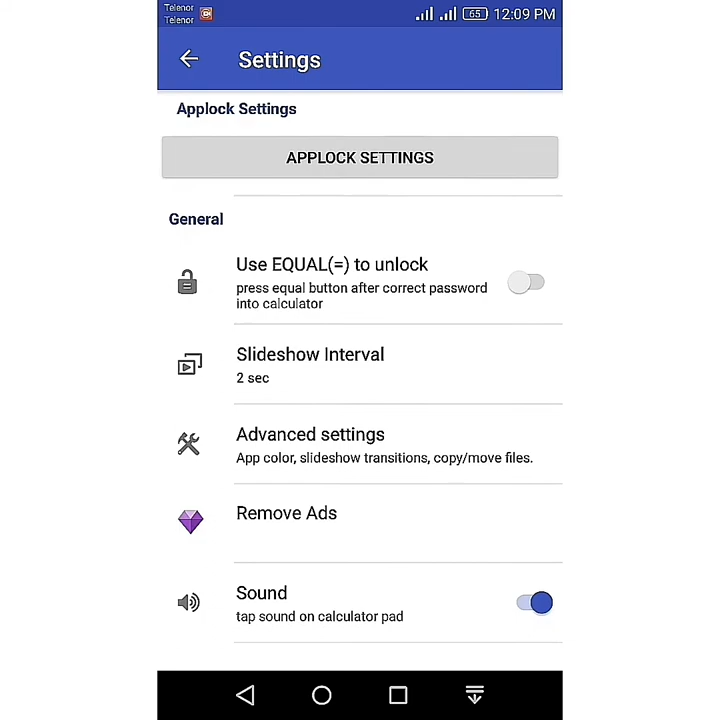 Telenor
Telenor
65 12:09 PM
Settings
Applock Settings
APPLOCK SETTINGS
General
Use EQUAL(=) to unlock
press equal button after correct password
into calculator
Slideshow Interval
2 sec
Advanced settings
App color, slideshow transitions, copy/move files.
Remove Ads
Sound
tap sound on calculator pad